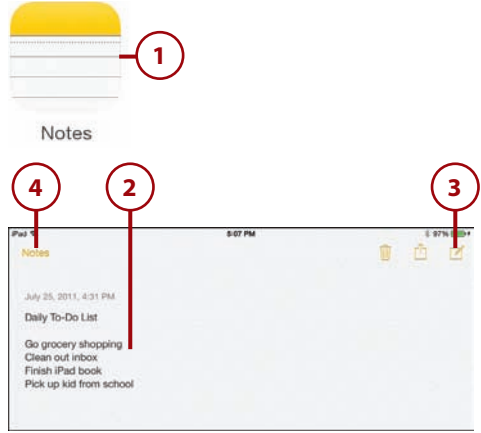 1
Notes
4 2 3
iPad 5:07 PM 97%
Notes
July 25, 2011, 4:31 PM
Daily To-Do List
Go grocery shopping
Clean out inbox
Finish iPad book
Pick up kid from school